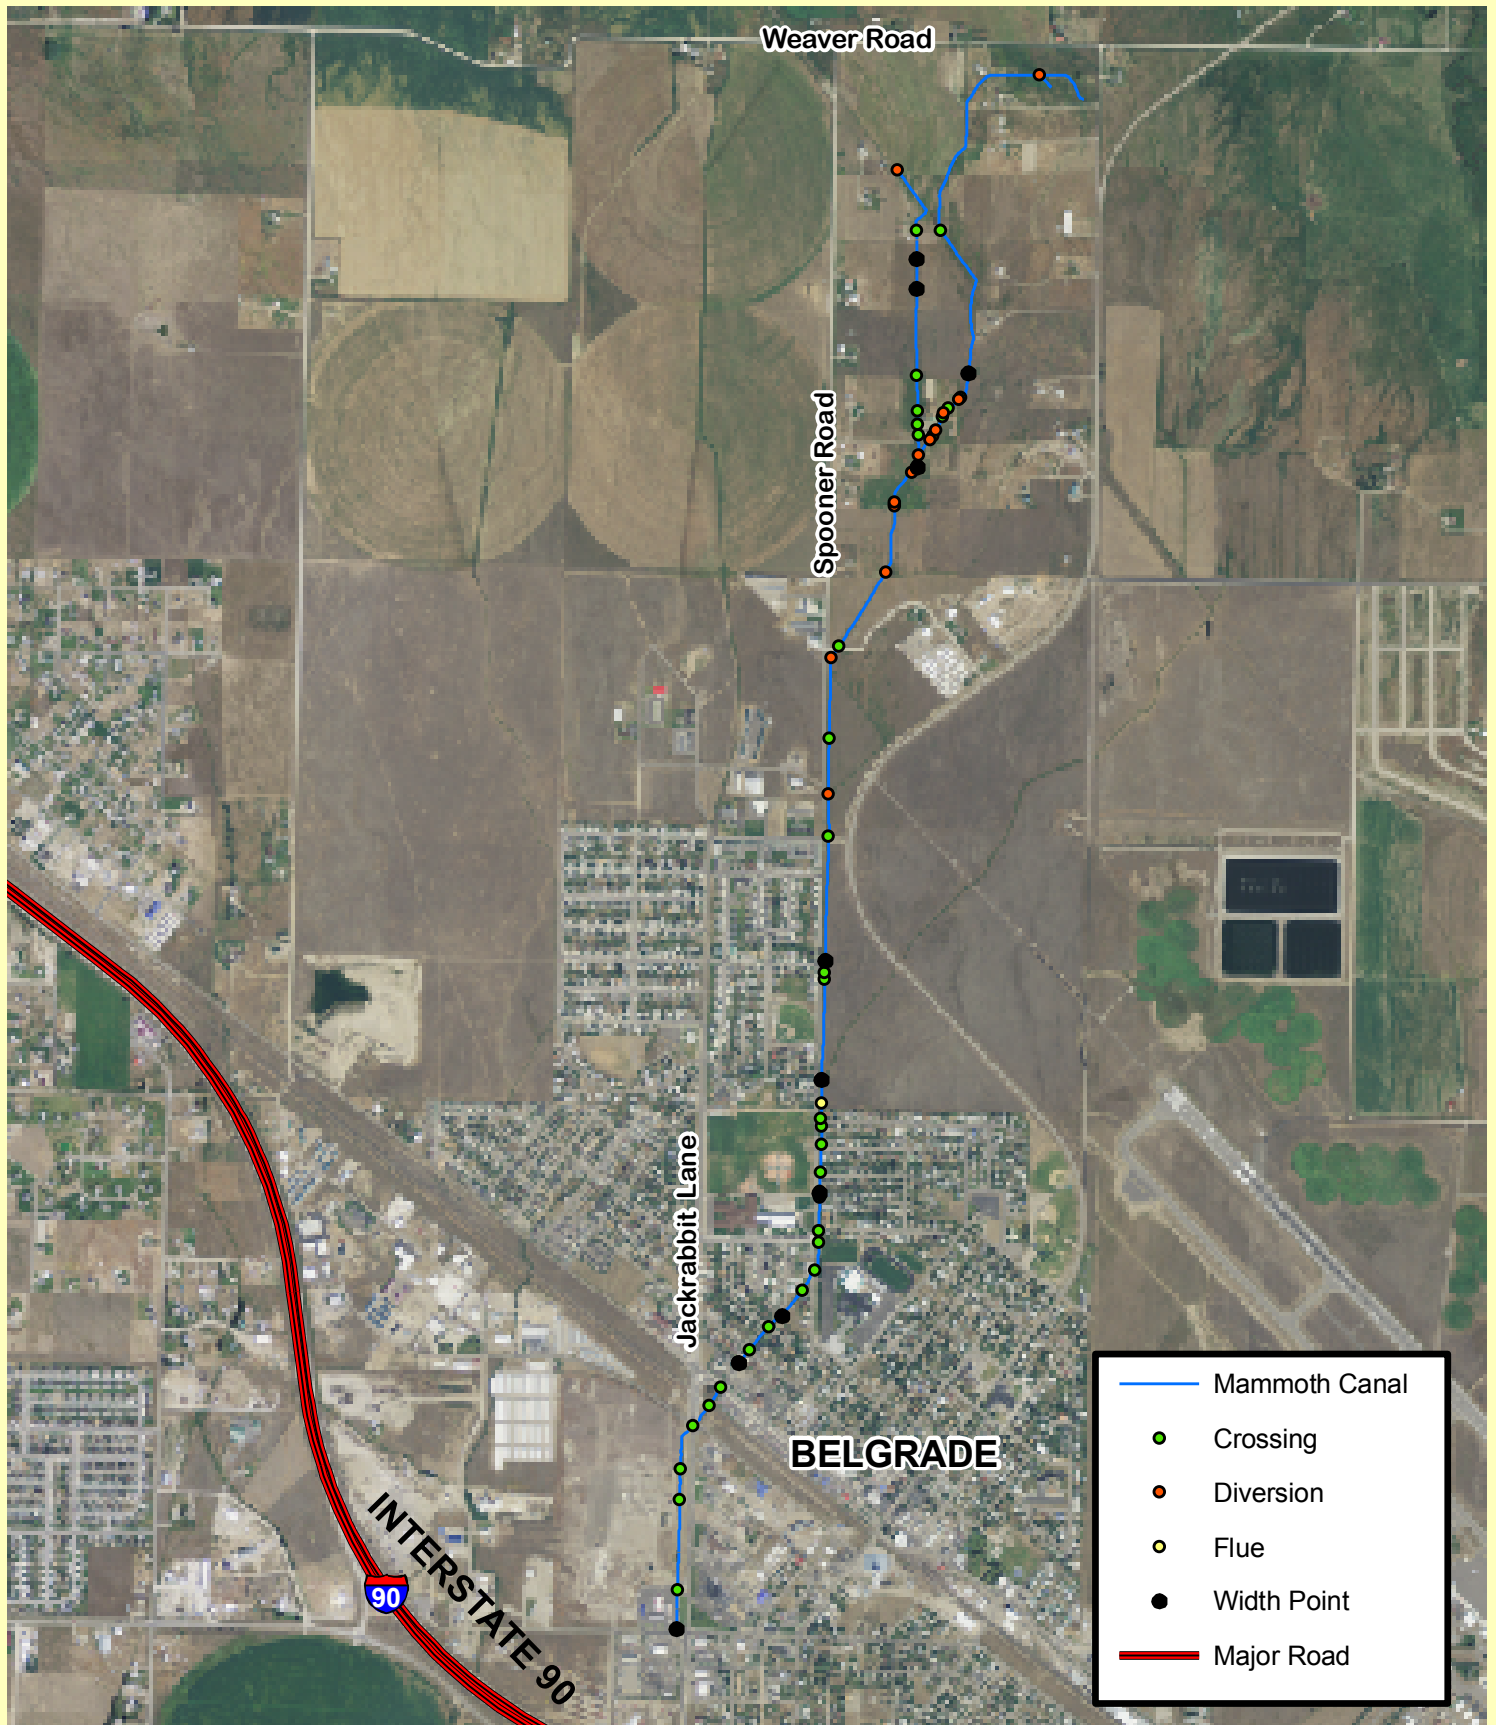 Weaver Road
Spooner Road
Jackrabbit Lane
BELGRADE
INTERSTATE 90
90
Mammoth Canal
Crossing
Diversion
Flue
Width Point
Major Road